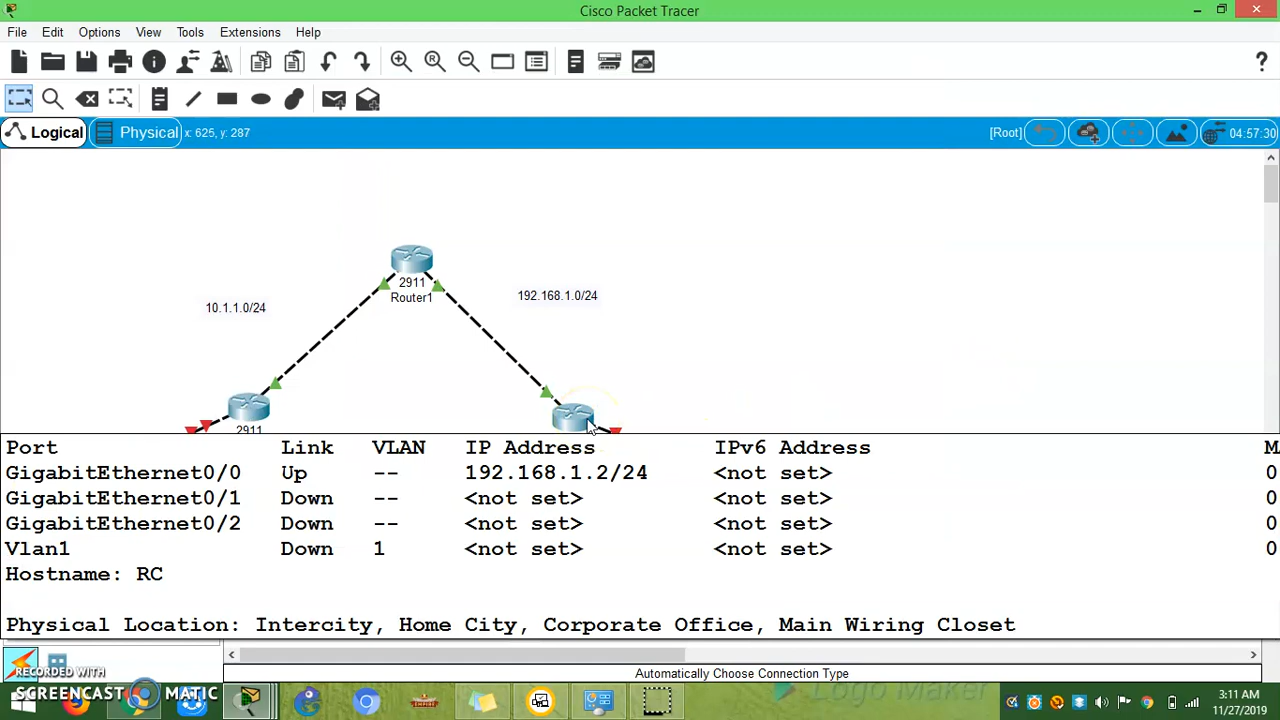 Cisco Packet Tracer
File Edit Options View Tools Extensions Help
?
Logical Physical x: 625, y: 287 [Root] 04:57:30
2911
Router1
10.1.1.0/24
192.168.1.0/24
2911
Port Link VLAN IP Address IPv6 Address
GigabitEthernet0/0 Up -- 192.168.1.2/24 <not set> 0
GigabitEthernet0/1 Down -- <not set> <not set> 0
GigabitEthernet0/2 Down -- <not set> <not set> 0
Vlan1 Down 1 <not set> <not set> 0
Hostname: RC
Physical Location: Intercity, Home City, Corporate Office, Main Wiring Closet
Automatically Choose Connection Type
RECORDED WITH
SCREENCAST MATIC
Logo Maker
3:11 AM
11/27/2019